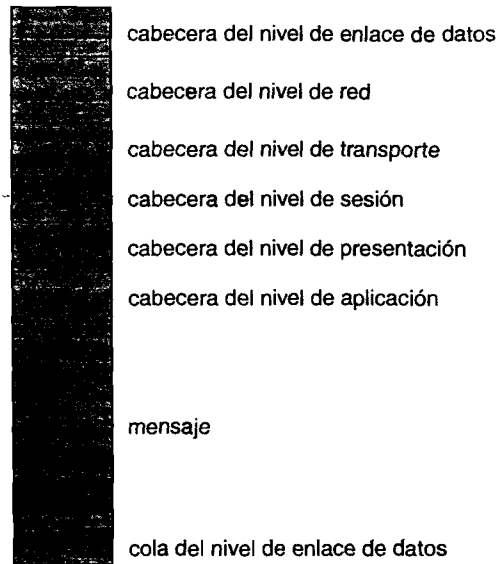 cabecera del nivel de enlace de datos
cabecera del nivel de red
cabecera del nivel de transporte
cabecera del nivel de sesión
cabecera del nivel de presentación
cabecera del nivel de aplicación
mensaje
cola del nivel de enlace de datos